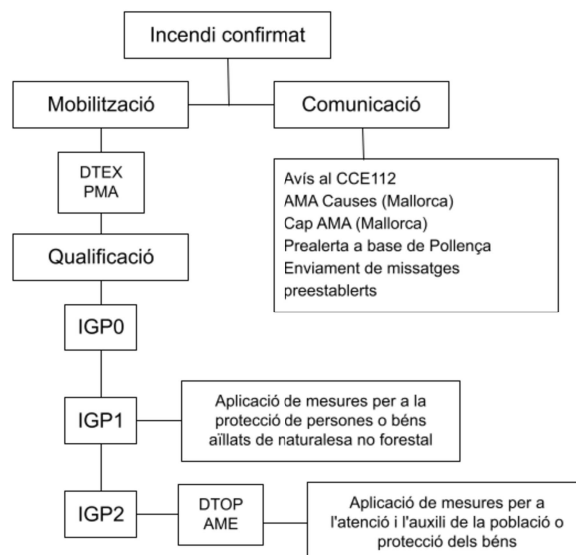 Incendi confirmat
Mobilització
Comunicació
DTEX
PMA
Avís al CCE112
AMA Causes (Mallorca)
Cap AMA (Mallorca)
Prealerta a base de Pollença
Enviament de missatges
preestablerts
Qualificació
IGP0
IGP1
Aplicació de mesures per a la
protecció de persones o béns
aïllats de naturalesa no forestal
IGP2
DTOP
AME
Aplicació de mesures per a
l'atenció i l'auxili de la població o
protecció dels béns